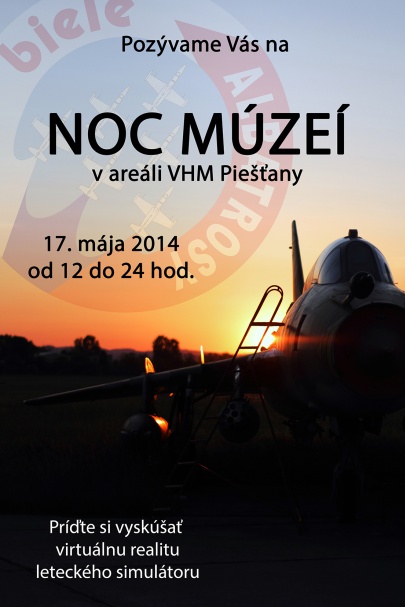 biele
ALBATROSY
Pozývame Vás na
NOC MÚZEÍ
v areáli VHM Piešťany
17. mája 2014
od 12 do 24 hod.
Príďte si vyskúšať
virtuálnu realitu
leteckého simulátoru